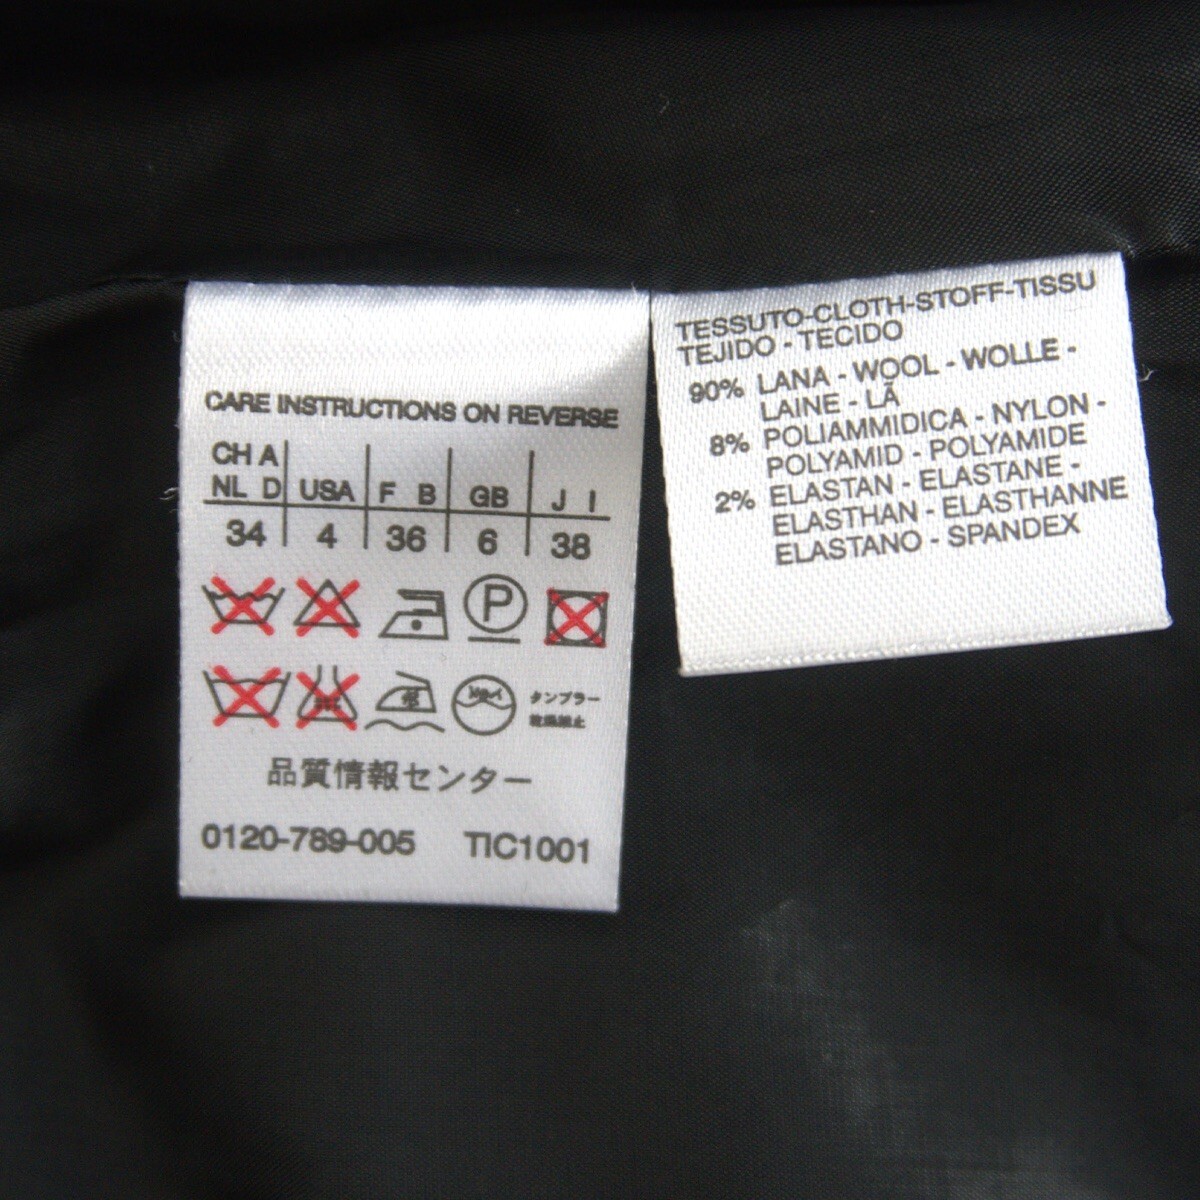 CARE INSTRUCTIONS ON REVERSE
CH A
NL D USA F B GB J I
34 4 36 6 38
P
ドライ
タンブラー
乾燥禁止
品質情報センター
0120-789-005 TIC1001
TESSUTO-CLOTH-STOFF-TISSU
TEJIDO - TECIDO
90% LANA - WOOL - WOLLE -
LAINE - LÃ
8% POLIAMMIDICA - NYLON -
POLYAMID - POLYAMIDE
2% ELASTAN - ELASTANE -
ELASTHAN - ELASTHANNE
ELASTANO - SPANDEX